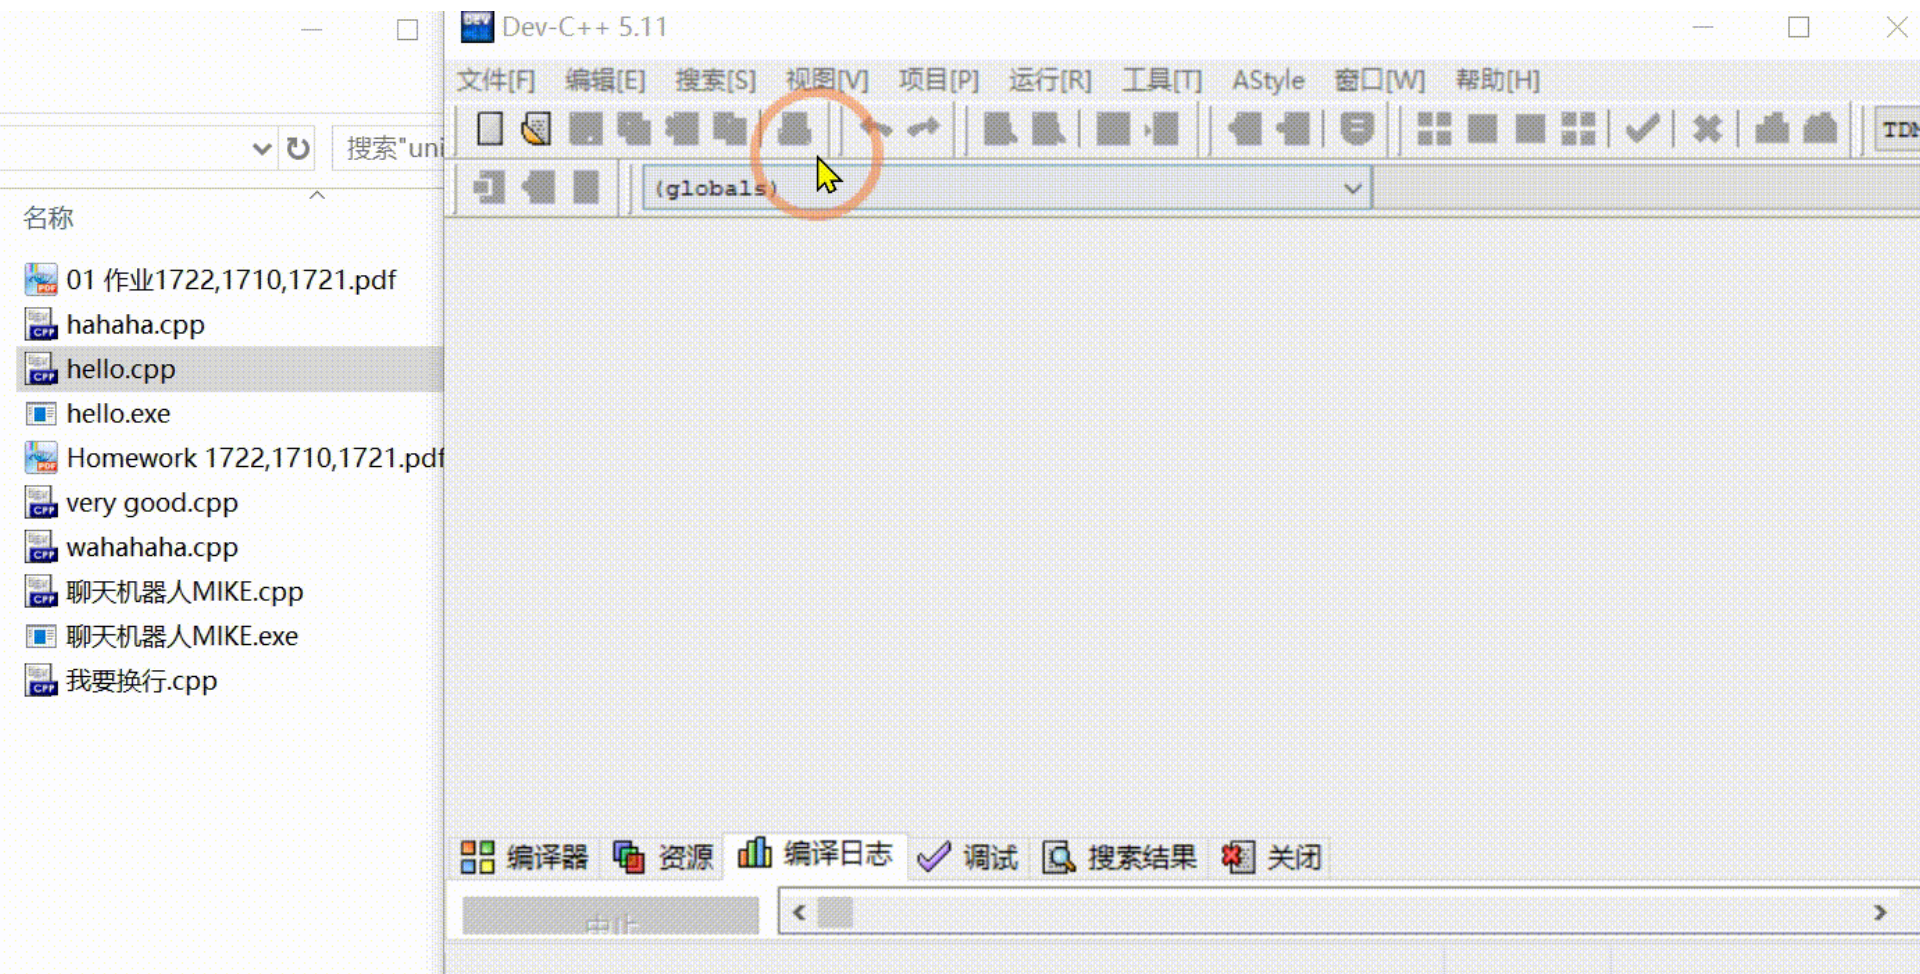 Dev-C++ 5.11
文件[F] 编辑[E] 搜索[S] 视图[V] 项目[P] 运行[R] 工具[T] AStyle 窗口[W] 帮助[H]
TDM
搜索"uni
(globals)
名称
01 作业1722,1710,1721.pdf
hahaha.cpp
hello.cpp
hello.exe
Homework 1722,1710,1721.pdf
very good.cpp
wahahaha.cpp
聊天机器人MIKE.cpp
聊天机器人MIKE.exe
我要换行.cpp
编译器 资源 编译日志 调试 搜索结果 关闭
中止